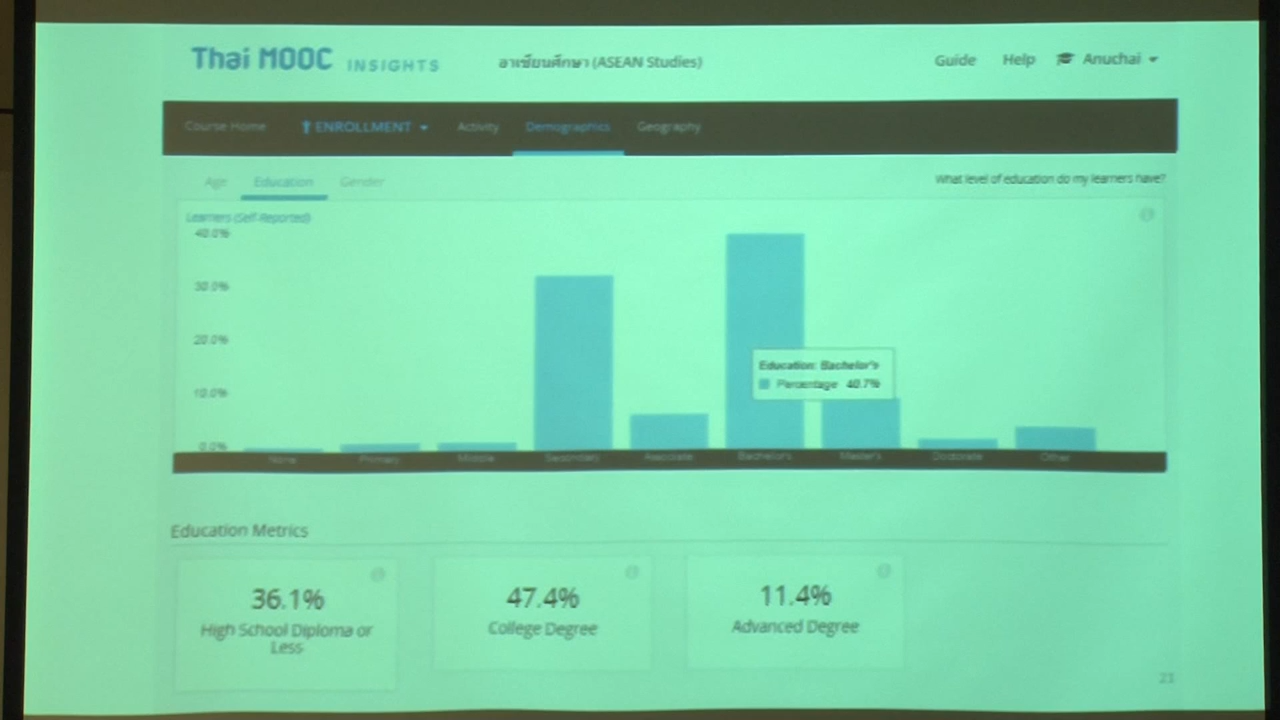 Thai MOOC INSIGHTS อาเซียนศึกษา (ASEAN Studies) Guide Help Anuchai
Course Home ENROLLMENT Activity Demographics Geography
Age Education Gender What level of education do my learners have?
Learners (Self-Reported)
40.0%
30.0%
20.0%
10.0%
0.0%
Education: Bachelor's
Percentage 40.7%
None Primary Middle Secondary Associate Bachelor's Master's Doctorate Other
Education Metrics
36.1% 47.4% 11.4%
High School Diploma or Less College Degree Advanced Degree
21